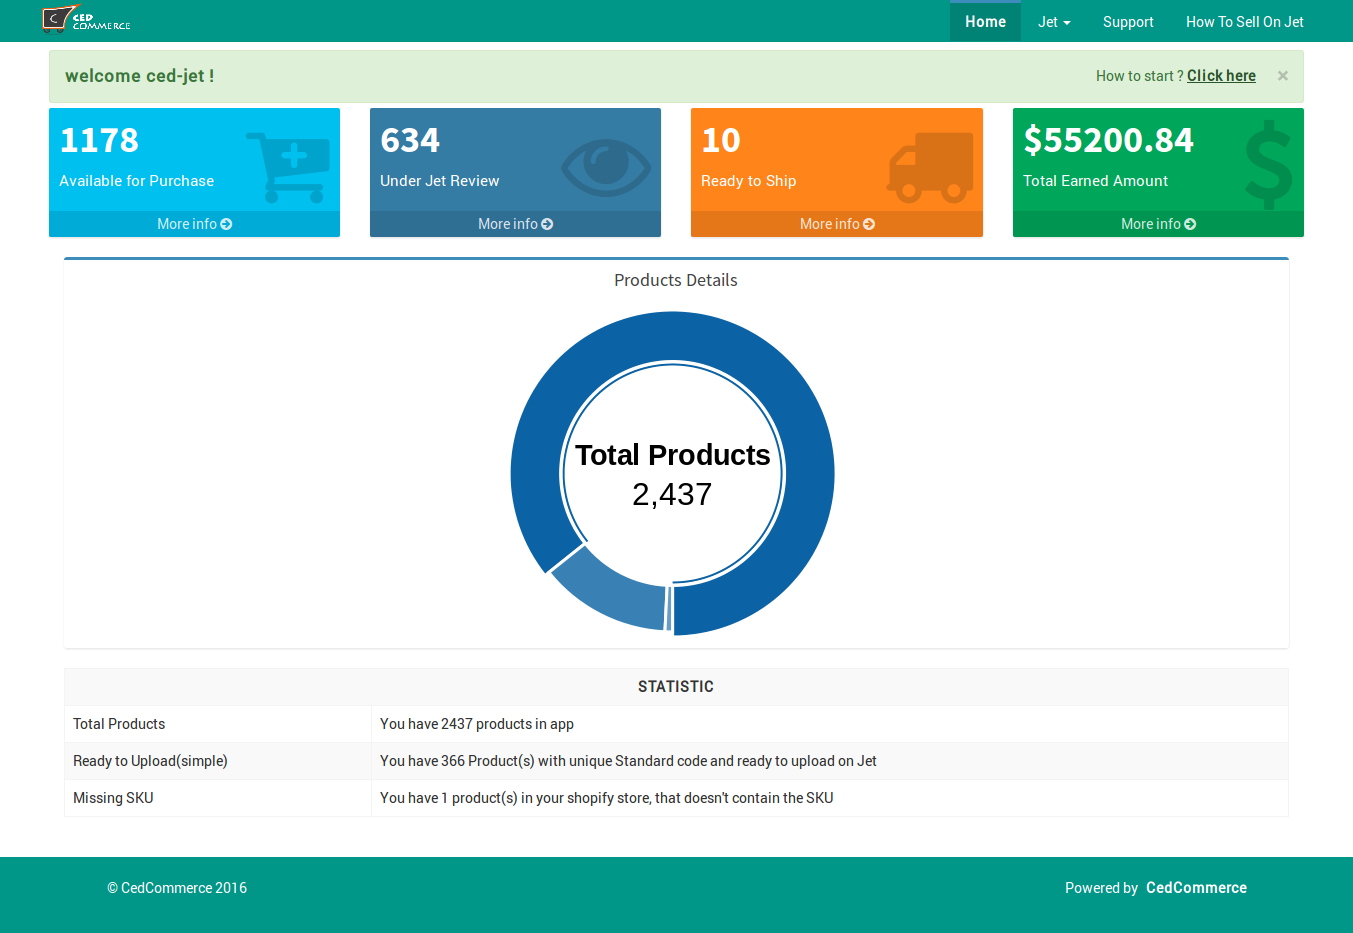 CED
COMMERCE
Home
Jet
Support
How To Sell On Jet
welcome ced-jet !
How to start ? Click here ×
1178
Available for Purchase
More info
634
Under Jet Review
More info
10
Ready to Ship
More info
$55200.84
Total Earned Amount
More info
Products Details
Total Products
2,437
STATISTIC
Total Products You have 2437 products in app
Ready to Upload(simple) You have 366 Product(s) with unique Standard code and ready to upload on Jet
Missing SKU You have 1 product(s) in your shopify store, that doesn't contain the SKU
© CedCommerce 2016
Powered by CedCommerce